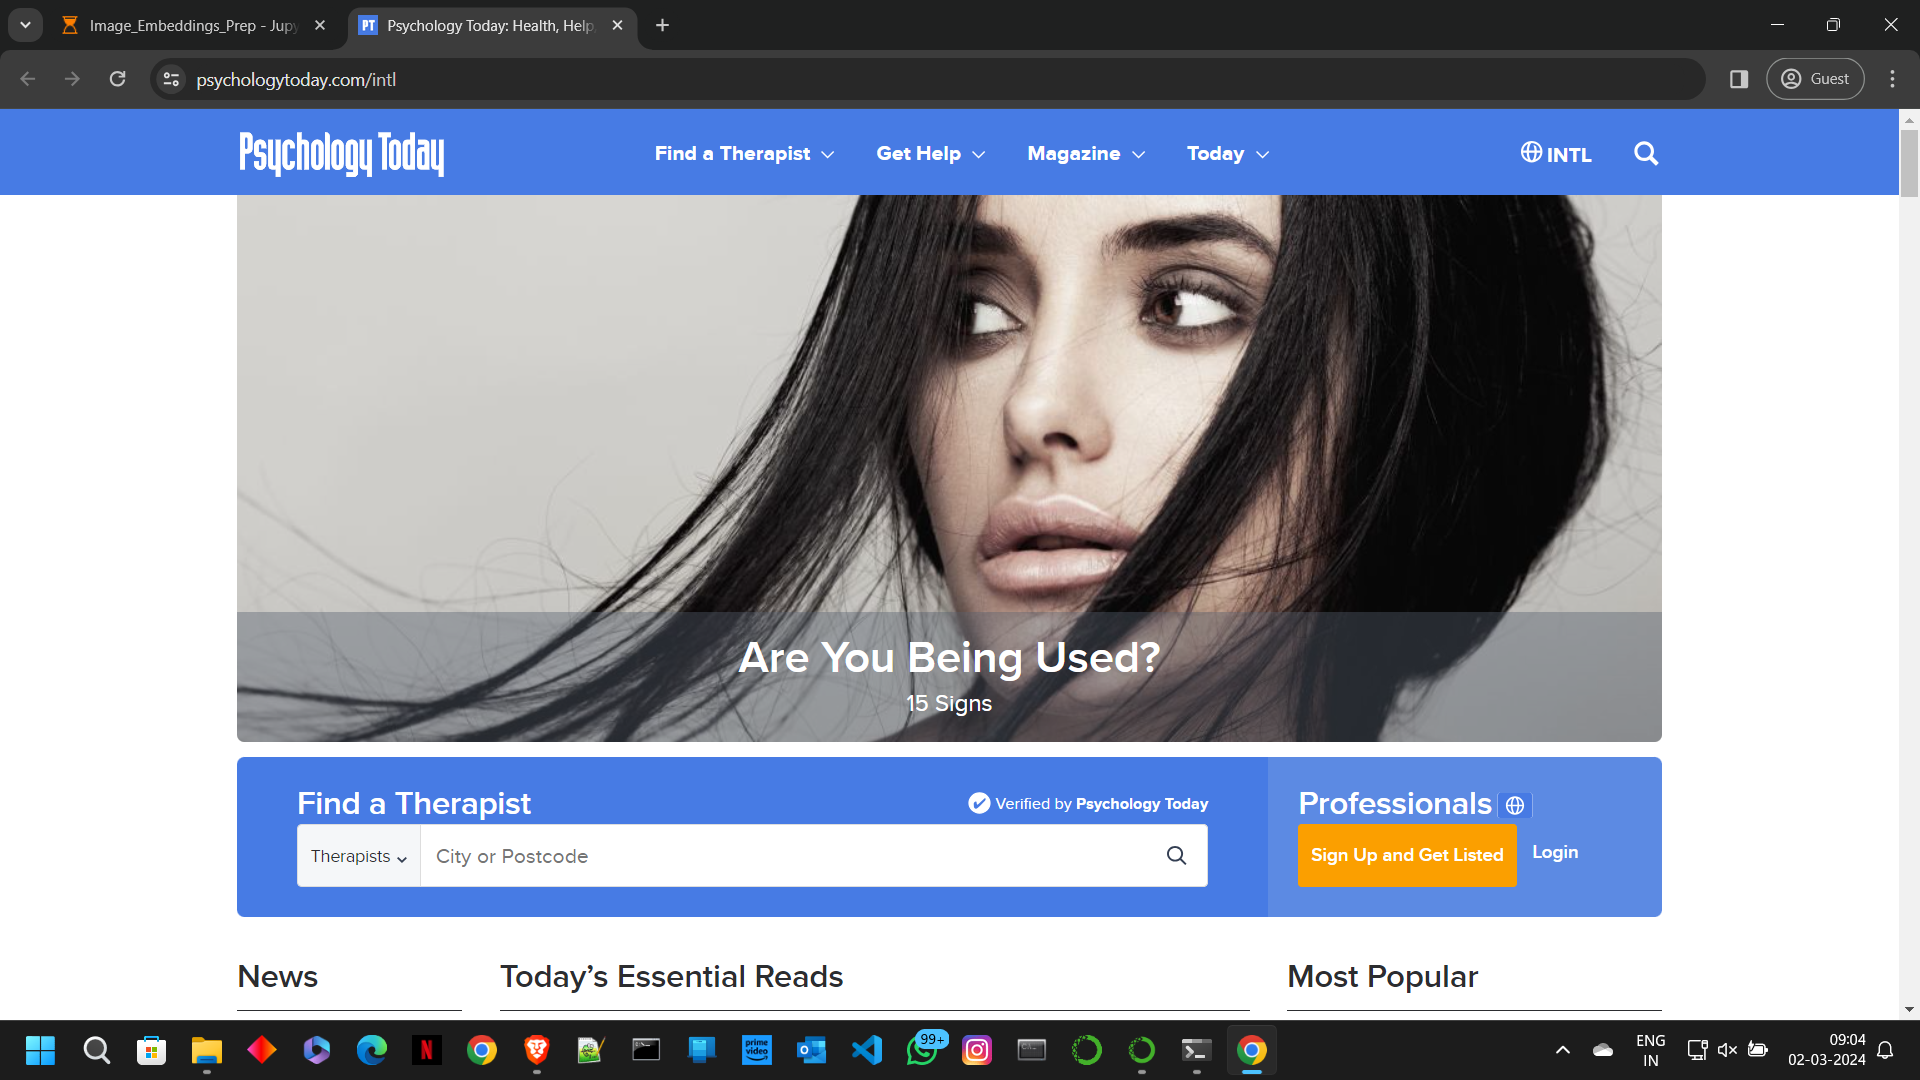 Image_Embeddings_Prep - Jupy
Psychology Today: Health, Help,
psychologytoday.com/intl
Guest
Psychology Today
Find a Therapist
Get Help
Magazine
Today
INTL
Are You Being Used?
15 Signs
Find a Therapist
Verified by Psychology Today
Therapists
City or Postcode
Professionals
Sign Up and Get Listed
Login
News
Today’s Essential Reads
Most Popular
prime video
99+
ENG
IN
09:04
02-03-2024